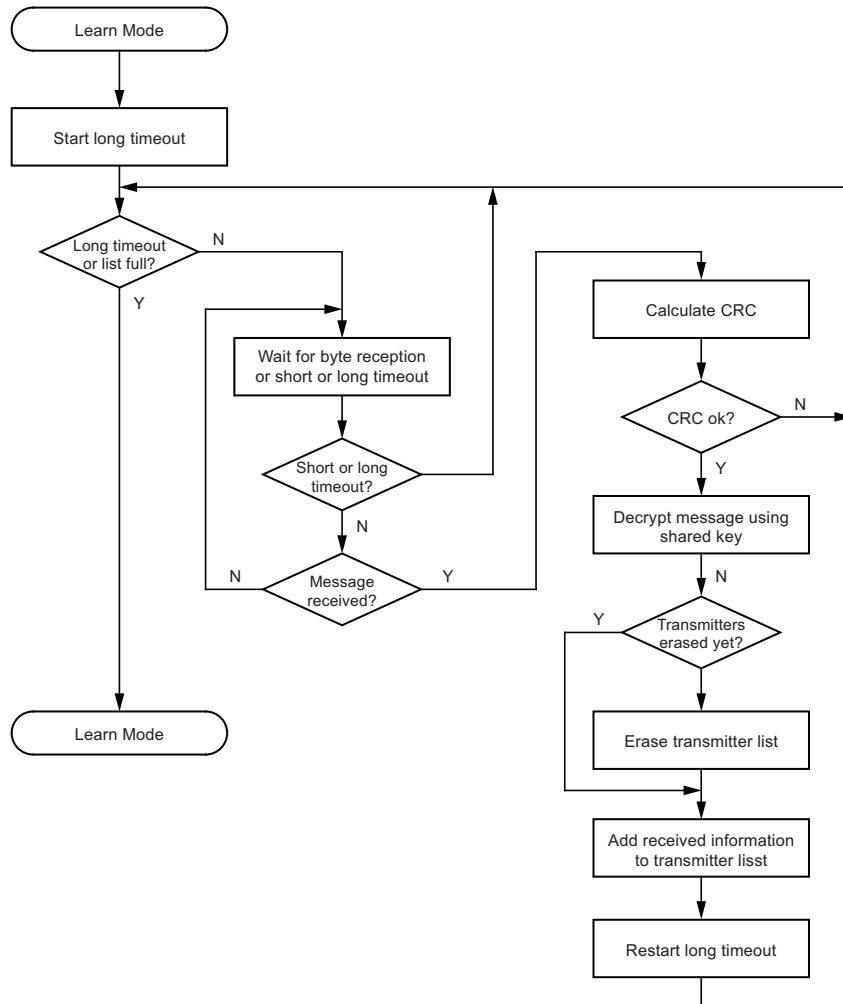 Learn Mode
Start long timeout
Long timeout
or list full?
N
Y
Wait for byte reception
or short or long timeout
Short or long
timeout?
N
Message
received?
N
Y
Learn Mode
Calculate CRC
CRC ok?
N
Y
Decrypt message using
shared key
N
Transmitters
erased yet?
Y
Erase transmitter list
Add received information
to transmitter lisst
Restart long timeout